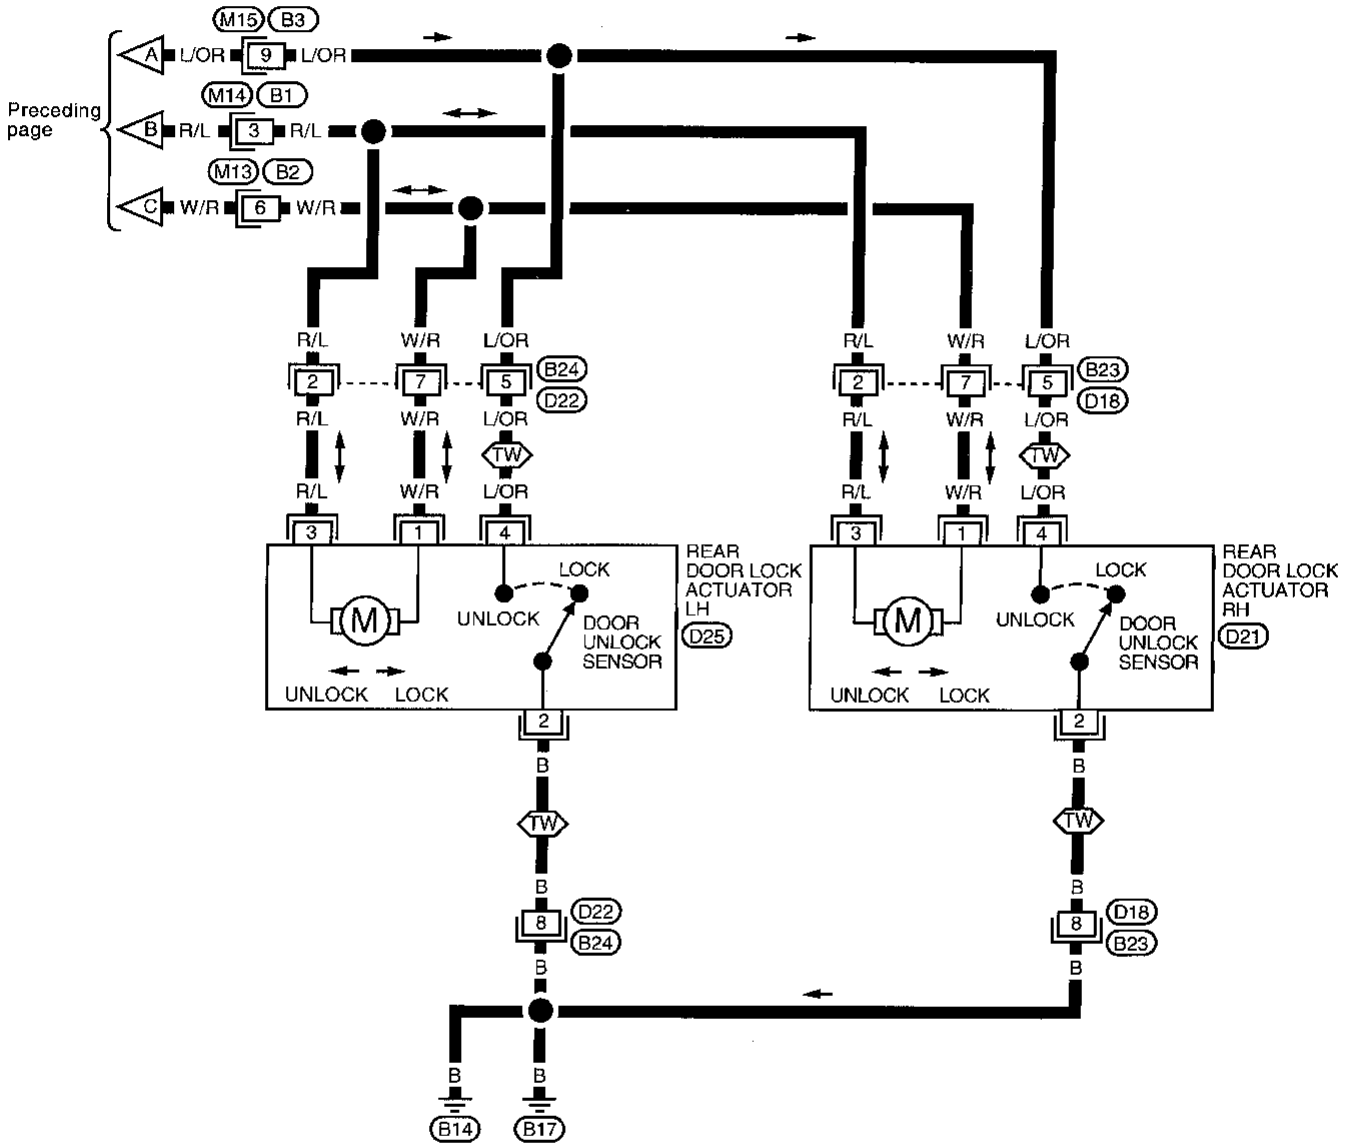 M15 B3
A L/OR 9 L/OR
M14 B1
Preceding
page
B R/L 3 R/L
M13 B2
C W/R 6 W/R
R/L W/R L/OR R/L W/R L/OR
2 7 5 B24 2 7 5 B23
D22 D18
R/L W/R L/OR R/L W/R L/OR
TW TW
R/L W/R L/OR R/L W/R L/OR
3 1 4 3 1 4
REAR
DOOR LOCK
ACTUATOR
LH
D25
LOCK
UNLOCK
DOOR
UNLOCK
SENSOR
M
UNLOCK LOCK
REAR
DOOR LOCK
ACTUATOR
RH
D21
LOCK
UNLOCK
DOOR
UNLOCK
SENSOR
M
UNLOCK LOCK
2 2
B B
TW TW
B B
8 D22 8 D18
B24 B23
B B
B B
B14 B17